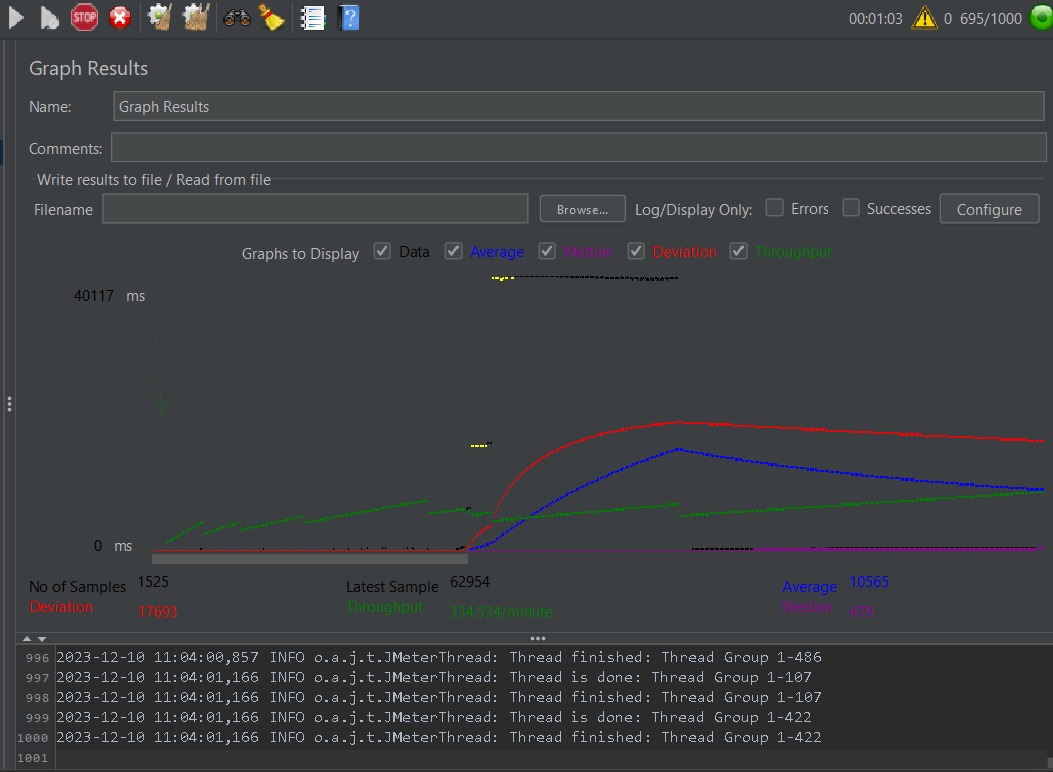 STOP
00:01:03 0 695/1000
Graph Results
Name: Graph Results
Comments:
Write results to file / Read from file
Filename Browse... Log/Display Only: Errors Successes Configure
Graphs to Display Data Average Median Deviation Throughput
40117 ms
0 ms
No of Samples 1525 Latest Sample 62954 Average 10565
Deviation 17693 Throughput 334.534/minute Median 479
996 2023-12-10 11:04:00,857 INFO o.a.j.t.JMeterThread: Thread finished: Thread Group 1-486
997 2023-12-10 11:04:01,166 INFO o.a.j.t.JMeterThread: Thread is done: Thread Group 1-107
998 2023-12-10 11:04:01,166 INFO o.a.j.t.JMeterThread: Thread finished: Thread Group 1-107
999 2023-12-10 11:04:01,166 INFO o.a.j.t.JMeterThread: Thread is done: Thread Group 1-422
1000 2023-12-10 11:04:01,166 INFO o.a.j.t.JMeterThread: Thread finished: Thread Group 1-422
1001